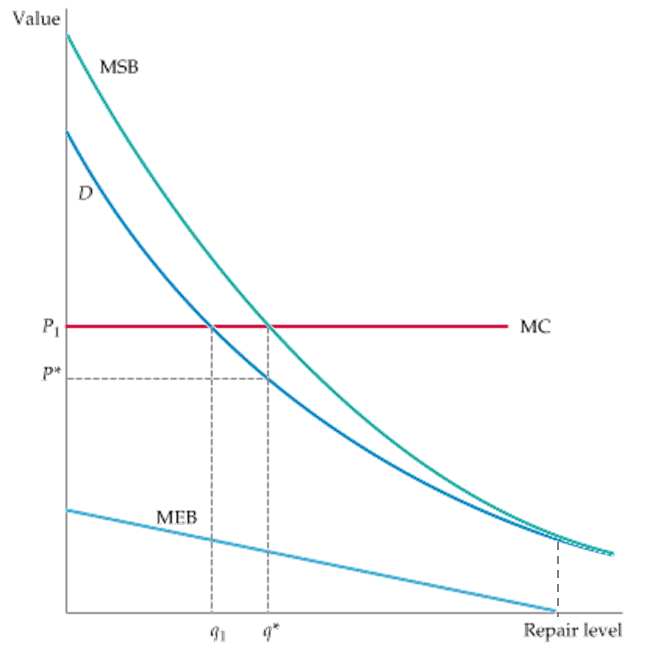 Value
MSB
D
P₁
MC
P*
MEB
q₁
q*
Repair level